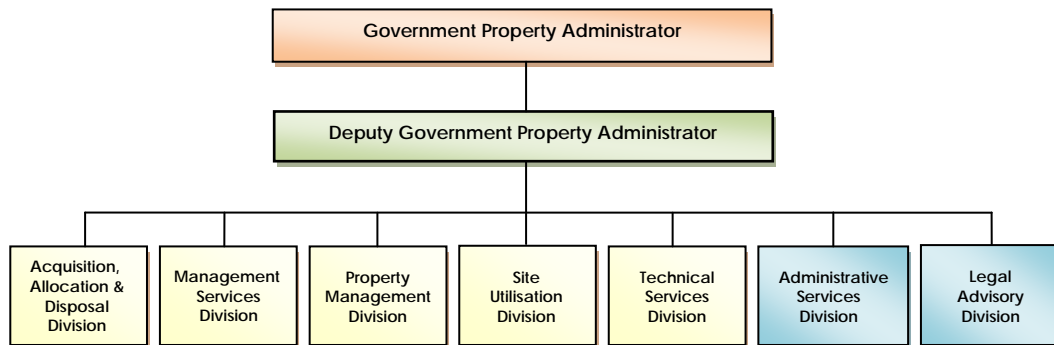 Government Property Administrator
Deputy Government Property Administrator
Acquisition,
Allocation &
Disposal
Division
Management
Services
Division
Property
Management
Division
Site
Utilisation
Division
Technical
Services
Division
Administrative
Services
Division
Legal
Advisory
Division